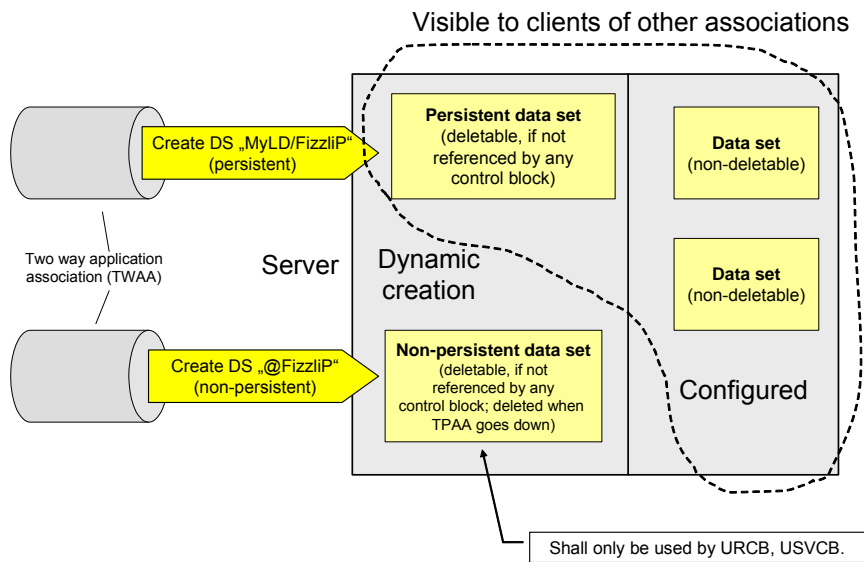 Visible to clients of other associations
Create DS „MyLD/FizzliP“
(persistent)
Persistent data set
(deletable, if not
referenced by any
control block)
Data set
(non-deletable)
Two way application
association (TWAA)
Server
Dynamic
creation
Data set
(non-deletable)
Create DS „@FizzliP“
(non-persistent)
Non-persistent data set
(deletable, if not
referenced by any
control block; deleted when
TPAA goes down)
Configured
Shall only be used by URCB, USVCB.